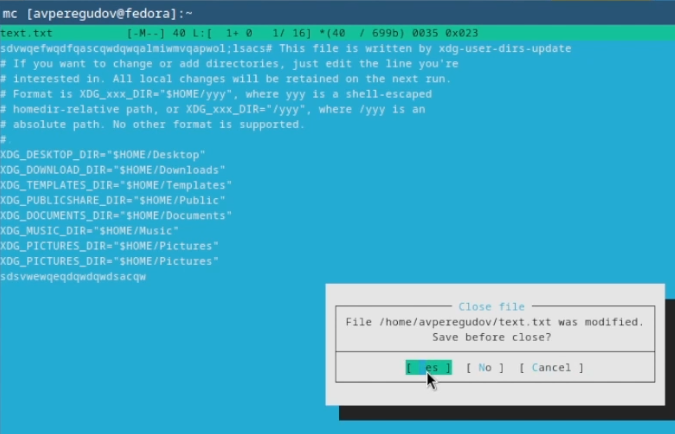 mc [avperegudov@fedora]:~
text.txt [-M--] 40 L:[ 1+ 0 1/ 16] *(40 / 699b) 0035 0x023
sdvwqefwqdfqascqwdqwqalmiwmvqapwol;lsacs# This file is written by xdg-user-dirs-update
# If you want to change or add directories, just edit the line you're
# interested in. All local changes will be retained on the next run.
# Format is XDG_xxx_DIR="$HOME/yyy", where yyy is a shell-escaped
# homedir-relative path, or XDG_xxx_DIR="/yyy", where /yyy is an
# absolute path. No other format is supported.
#
XDG_DESKTOP_DIR="$HOME/Desktop"
XDG_DOWNLOAD_DIR="$HOME/Downloads"
XDG_TEMPLATES_DIR="$HOME/Templates"
XDG_PUBLICSHARE_DIR="$HOME/Public"
XDG_DOCUMENTS_DIR="$HOME/Documents"
XDG_MUSIC_DIR="$HOME/Music"
XDG_PICTURES_DIR="$HOME/Pictures"
XDG_PICTURES_DIR="$HOME/Pictures"
sdsvwewqeqdqwdqwdsacqw
Close file
File /home/avperegudov/text.txt was modified.
Save before close?
[ Yes ] [ No ] [ Cancel ]